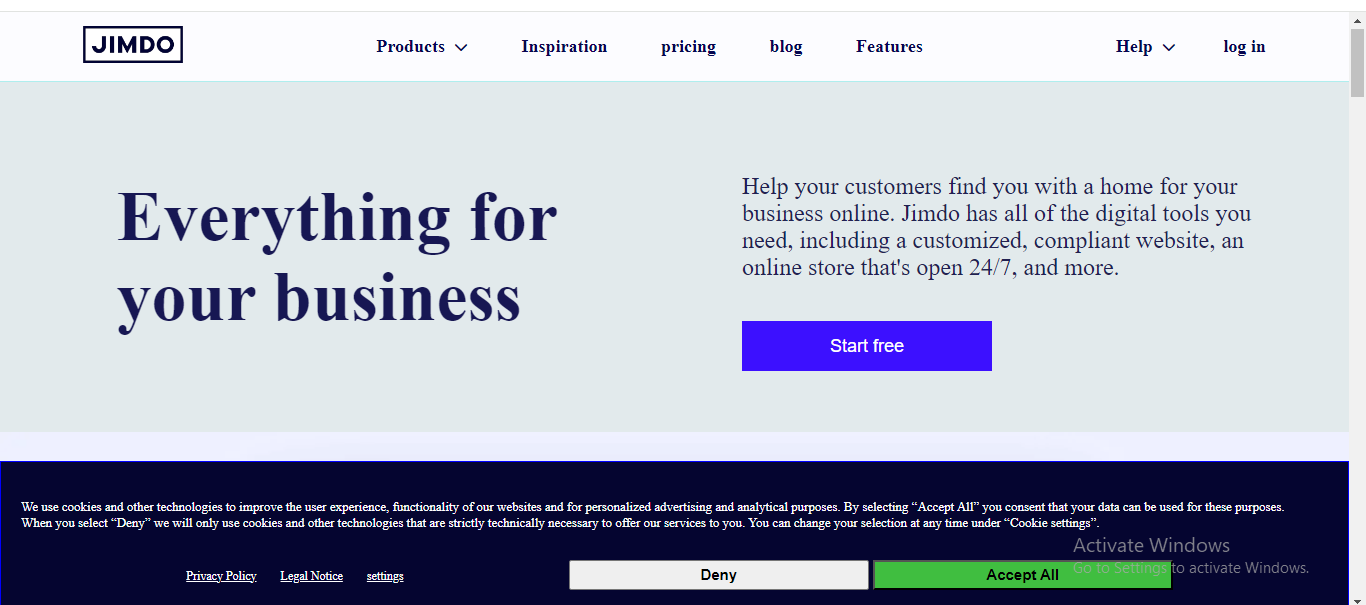 JIMDO
Products
Inspiration
pricing
blog
Features
Help
log in
Everything for
your business
Help your customers find you with a home for your
business online. Jimdo has all of the digital tools you
need, including a customized, compliant website, an
online store that's open 24/7, and more.
Start free
We use cookies and other technologies to improve the user experience, functionality of our websites and for personalized advertising and analytical purposes. By selecting “Accept All” you consent that your data can be used for these purposes.
When you select “Deny” we will only use cookies and other technologies that are strictly technically necessary to offer our services to you. You can change your selection at any time under “Cookie settings”.
Privacy Policy
Legal Notice
settings
Deny
Accept All
Activate Windows
Go to Settings to activate Windows.